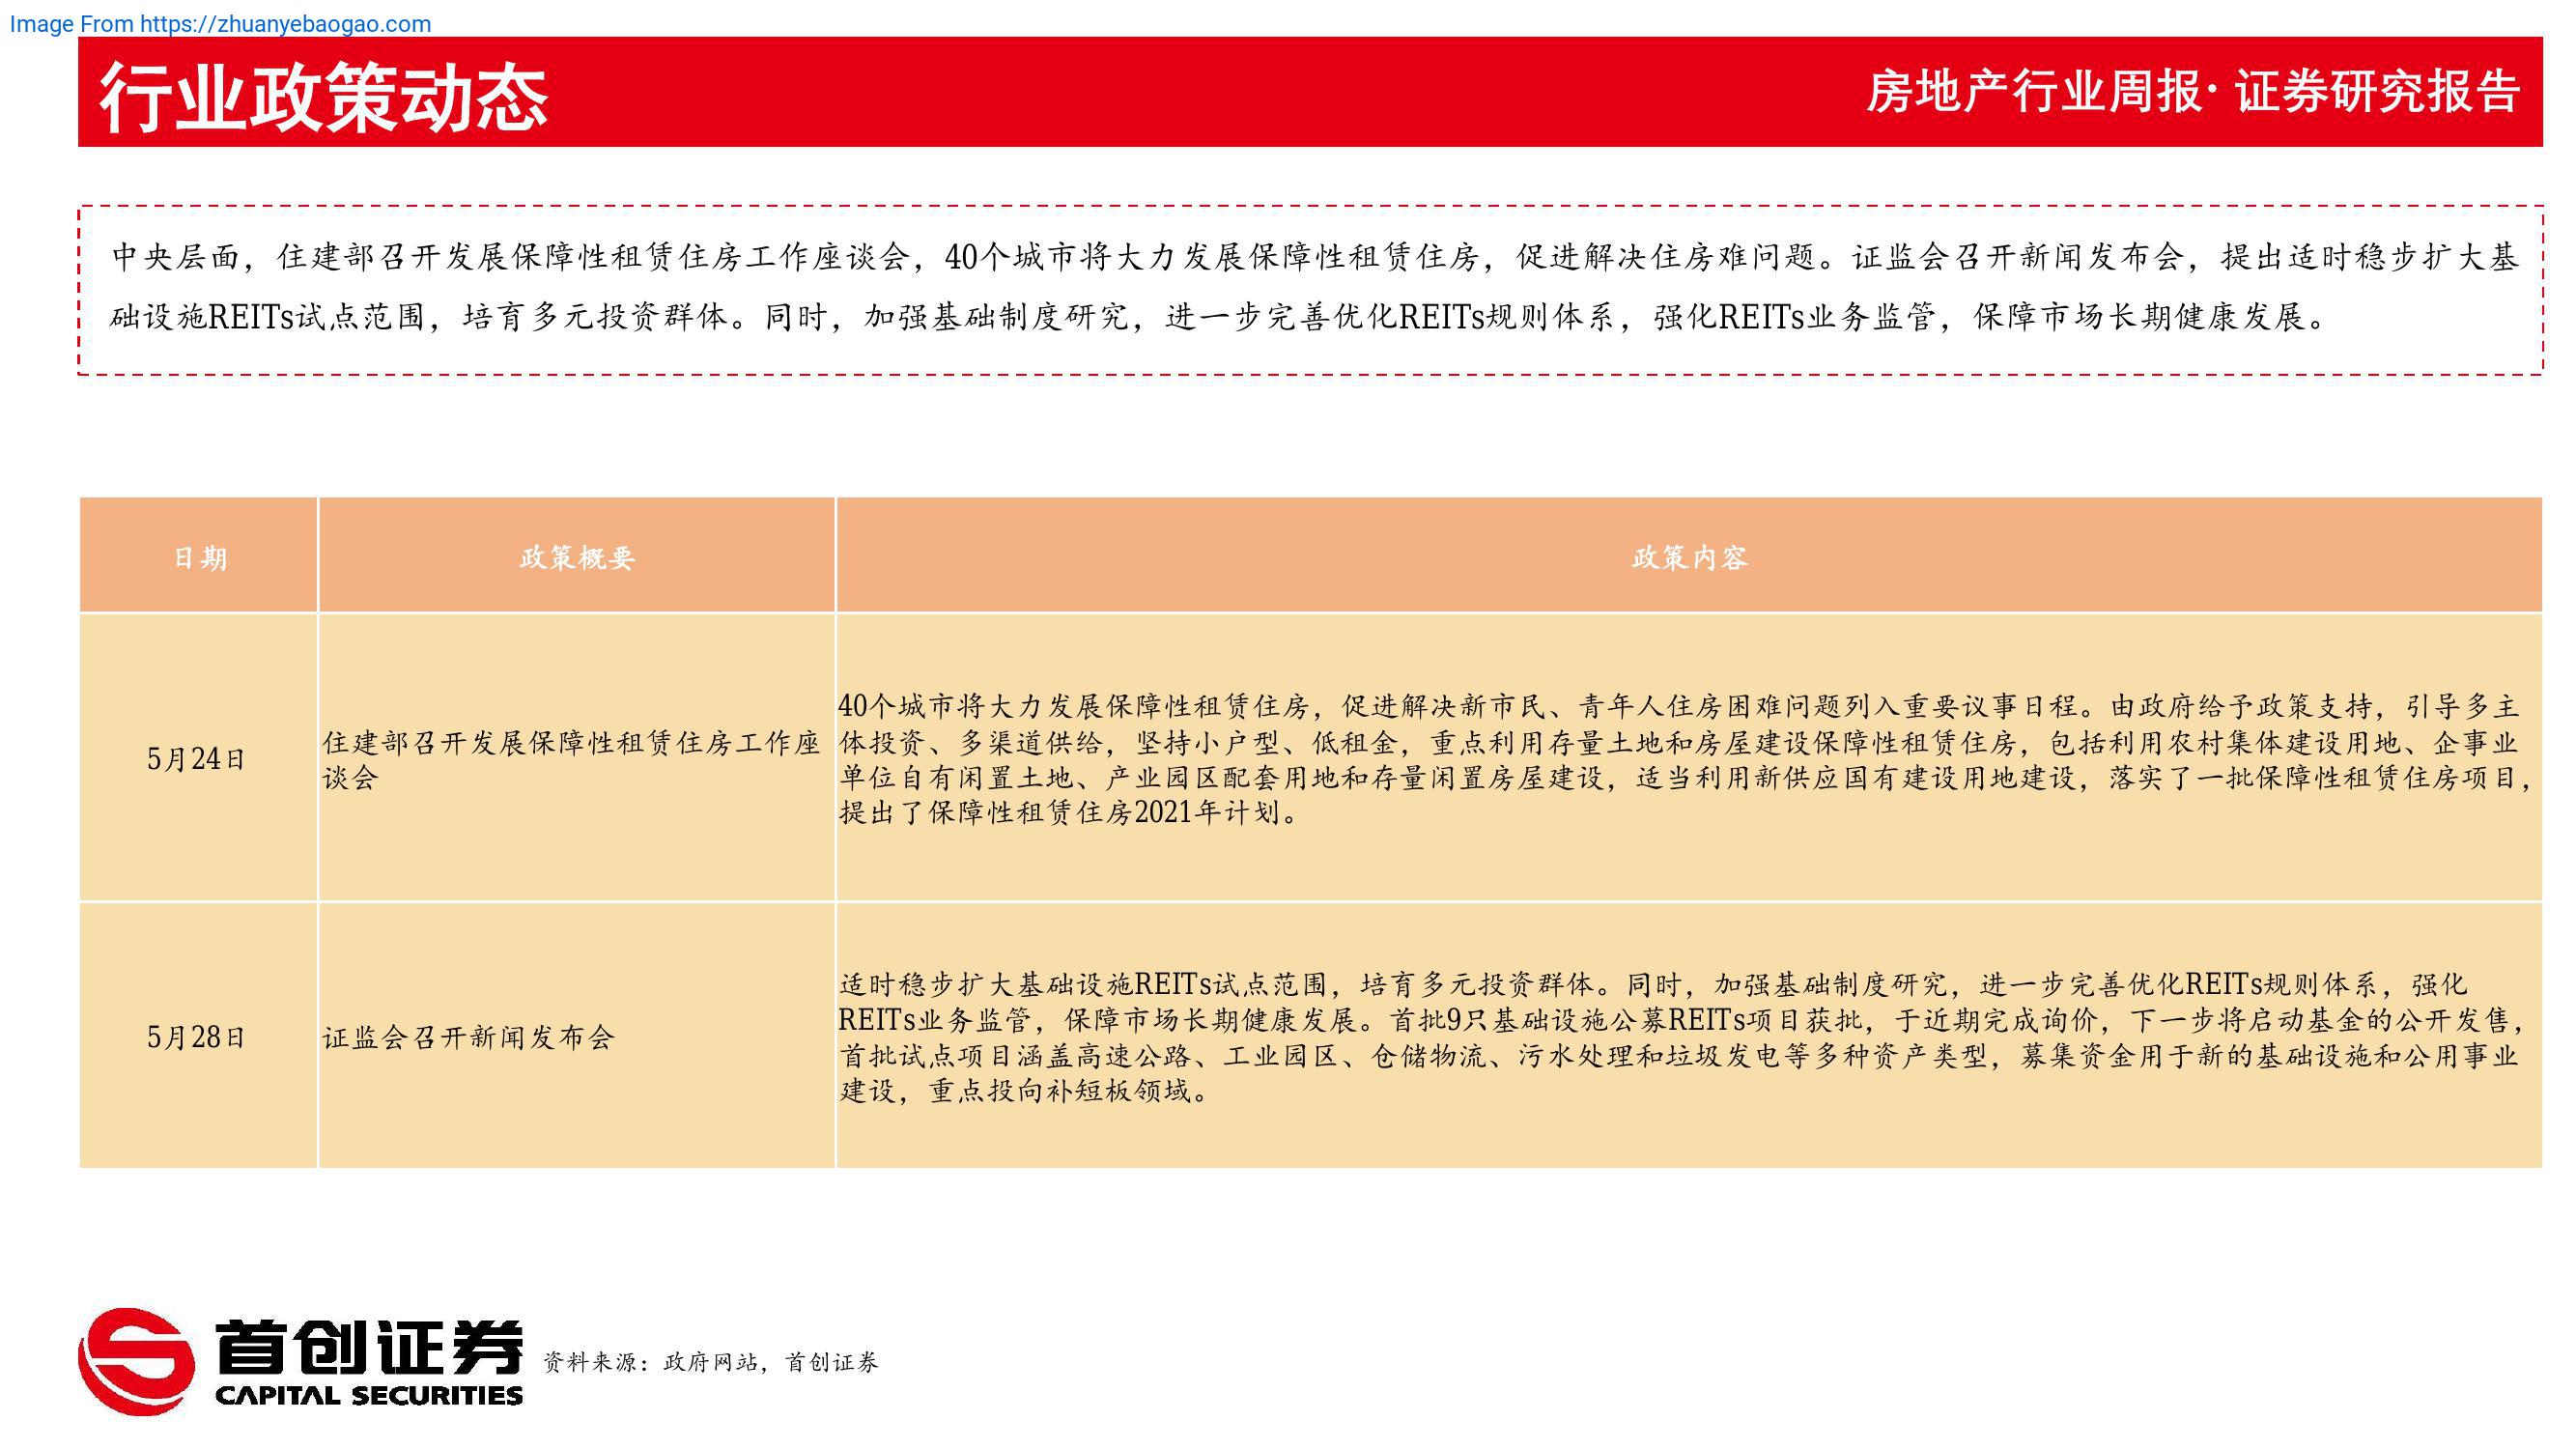 Image From https://zhuanyebaogao.com
行业政策动态
房地产行业周报·证券研究报告
中央层面，住建部召开发展保障性租赁住房工作座谈会，40个城市将大力发展保障性租赁住房，促进解决住房难问题。证监会召开新闻发布会，提出适时稳步扩大基
础设施REITs试点范围，培育多元投资群体。同时，加强基础制度研究，进一步完善优化REITs规则体系，强化REITs业务监管，保障市场长期健康发展。
日期
政策概要
政策内容
5月24日
住建部召开发展保障性租赁住房工作座
谈会
40个城市将大力发展保障性租赁住房，促进解决新市民、青年人住房困难问题列入重要议事日程。由政府给予政策支持，引导多主
体投资、多渠道供给，坚持小户型、低租金，重点利用存量土地和房屋建设保障性租赁住房，包括利用农村集体建设用地、企事业
单位自有闲置土地、产业园区配套用地和存量闲置房屋建设，适当利用新供应国有建设用地建设，落实了一批保障性租赁住房项目，
提出了保障性租赁住房2021年计划。
5月28日
证监会召开新闻发布会
适时稳步扩大基础设施REITs试点范围，培育多元投资群体。同时，加强基础制度研究，进一步完善优化REITs规则体系，强化
REITs业务监管，保障市场长期健康发展。首批9只基础设施公募REITs项目获批，于近期完成询价，下一步将启动基金的公开发售，
首批试点项目涵盖高速公路、工业园区、仓储物流、污水处理和垃圾发电等多种资产类型，募集资金用于新的基础设施和公用事业
建设，重点投向补短板领域。
首创证券
CAPITAL SECURITIES
资料来源：政府网站，首创证券